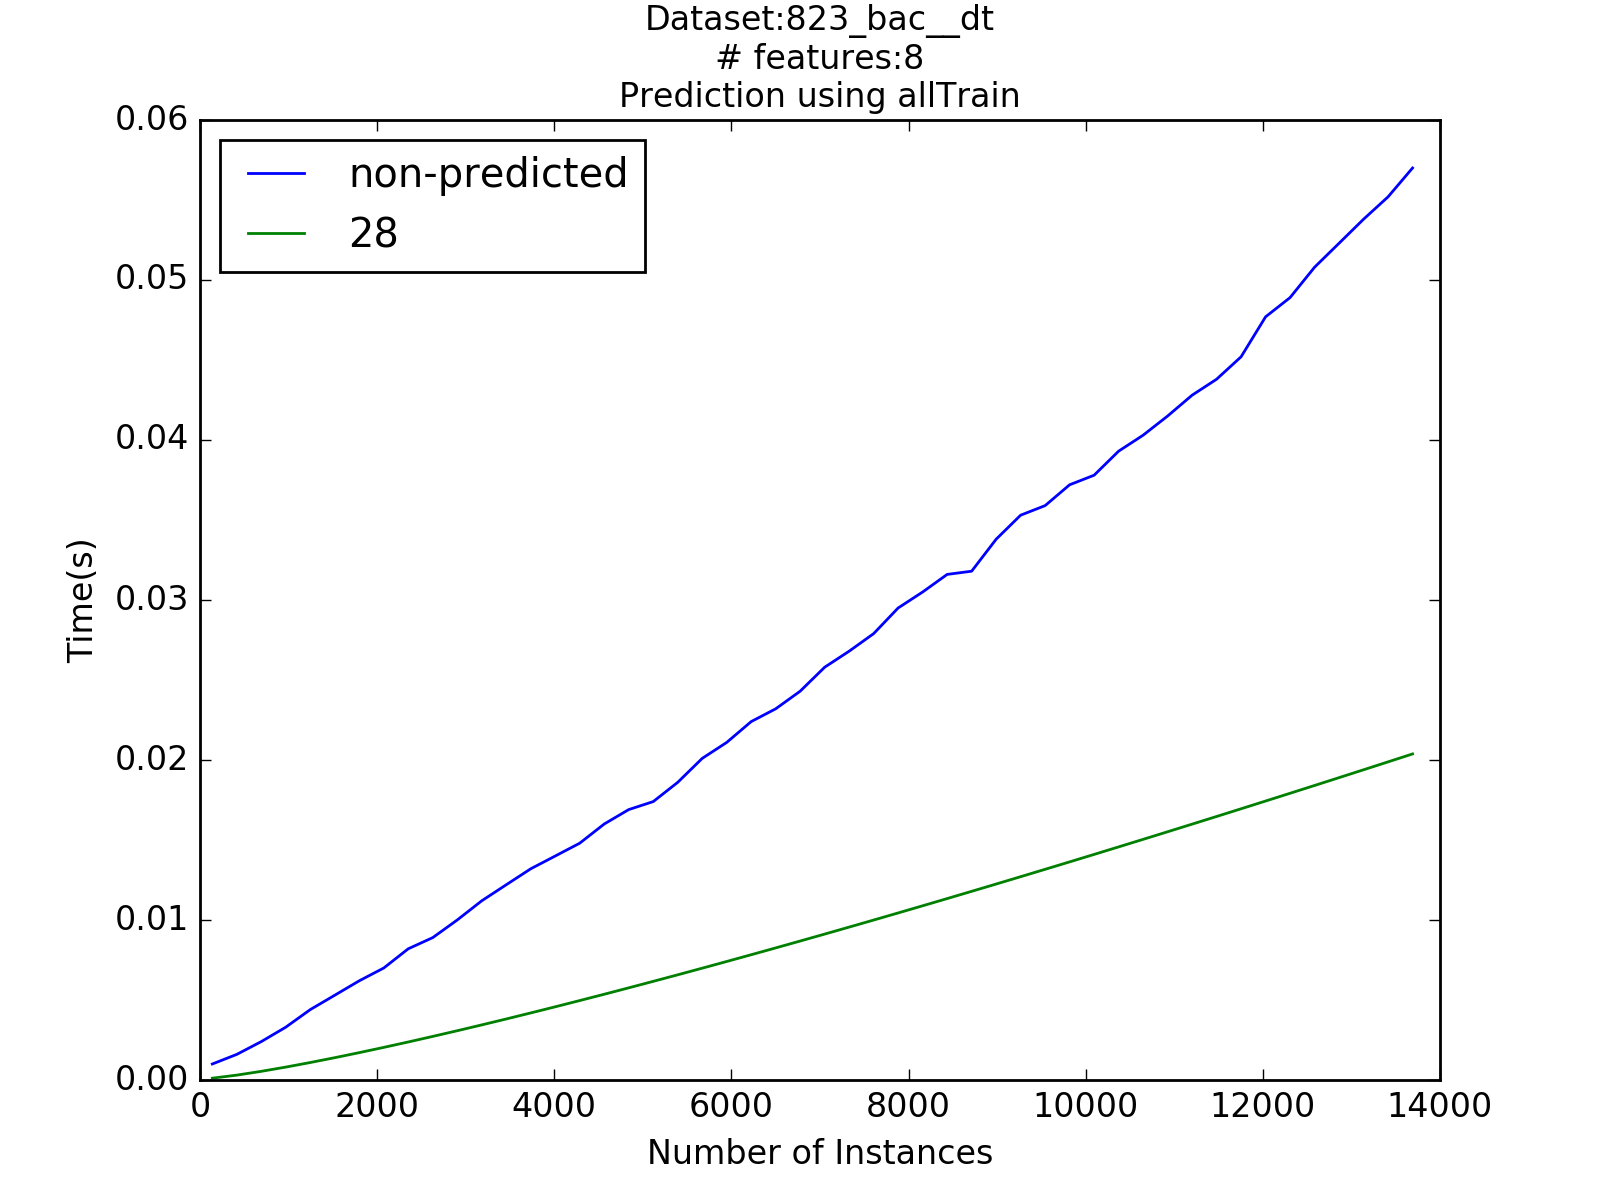 Dataset:823_bac__dt
# features:8
Prediction using allTrain
0.06
0.05
0.04
0.03
0.02
0.01
0.00
Time(s)
non-predicted
28
0 2000 4000 6000 8000 10000 12000 14000
Number of Instances